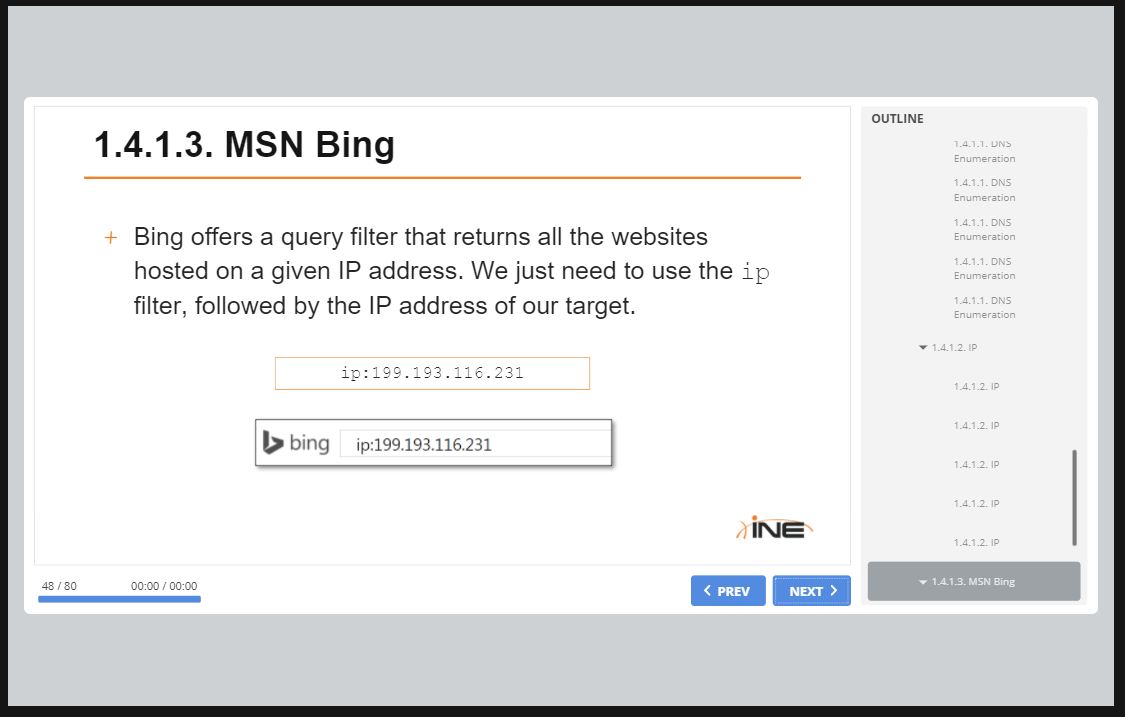 1.4.1.3. MSN Bing
+ Bing offers a query filter that returns all the websites
hosted on a given IP address. We just need to use the ip
filter, followed by the IP address of our target.
ip:199.193.116.231
bing ip:199.193.116.231
INE
48 / 80 00:00 / 00:00
PREV NEXT
OUTLINE
1.4.1.1. DNS
Enumeration
1.4.1.1. DNS
Enumeration
1.4.1.1. DNS
Enumeration
1.4.1.1. DNS
Enumeration
1.4.1.1. DNS
Enumeration
1.4.1.2. IP
1.4.1.2. IP
1.4.1.2. IP
1.4.1.2. IP
1.4.1.2. IP
1.4.1.2. IP
1.4.1.3. MSN Bing